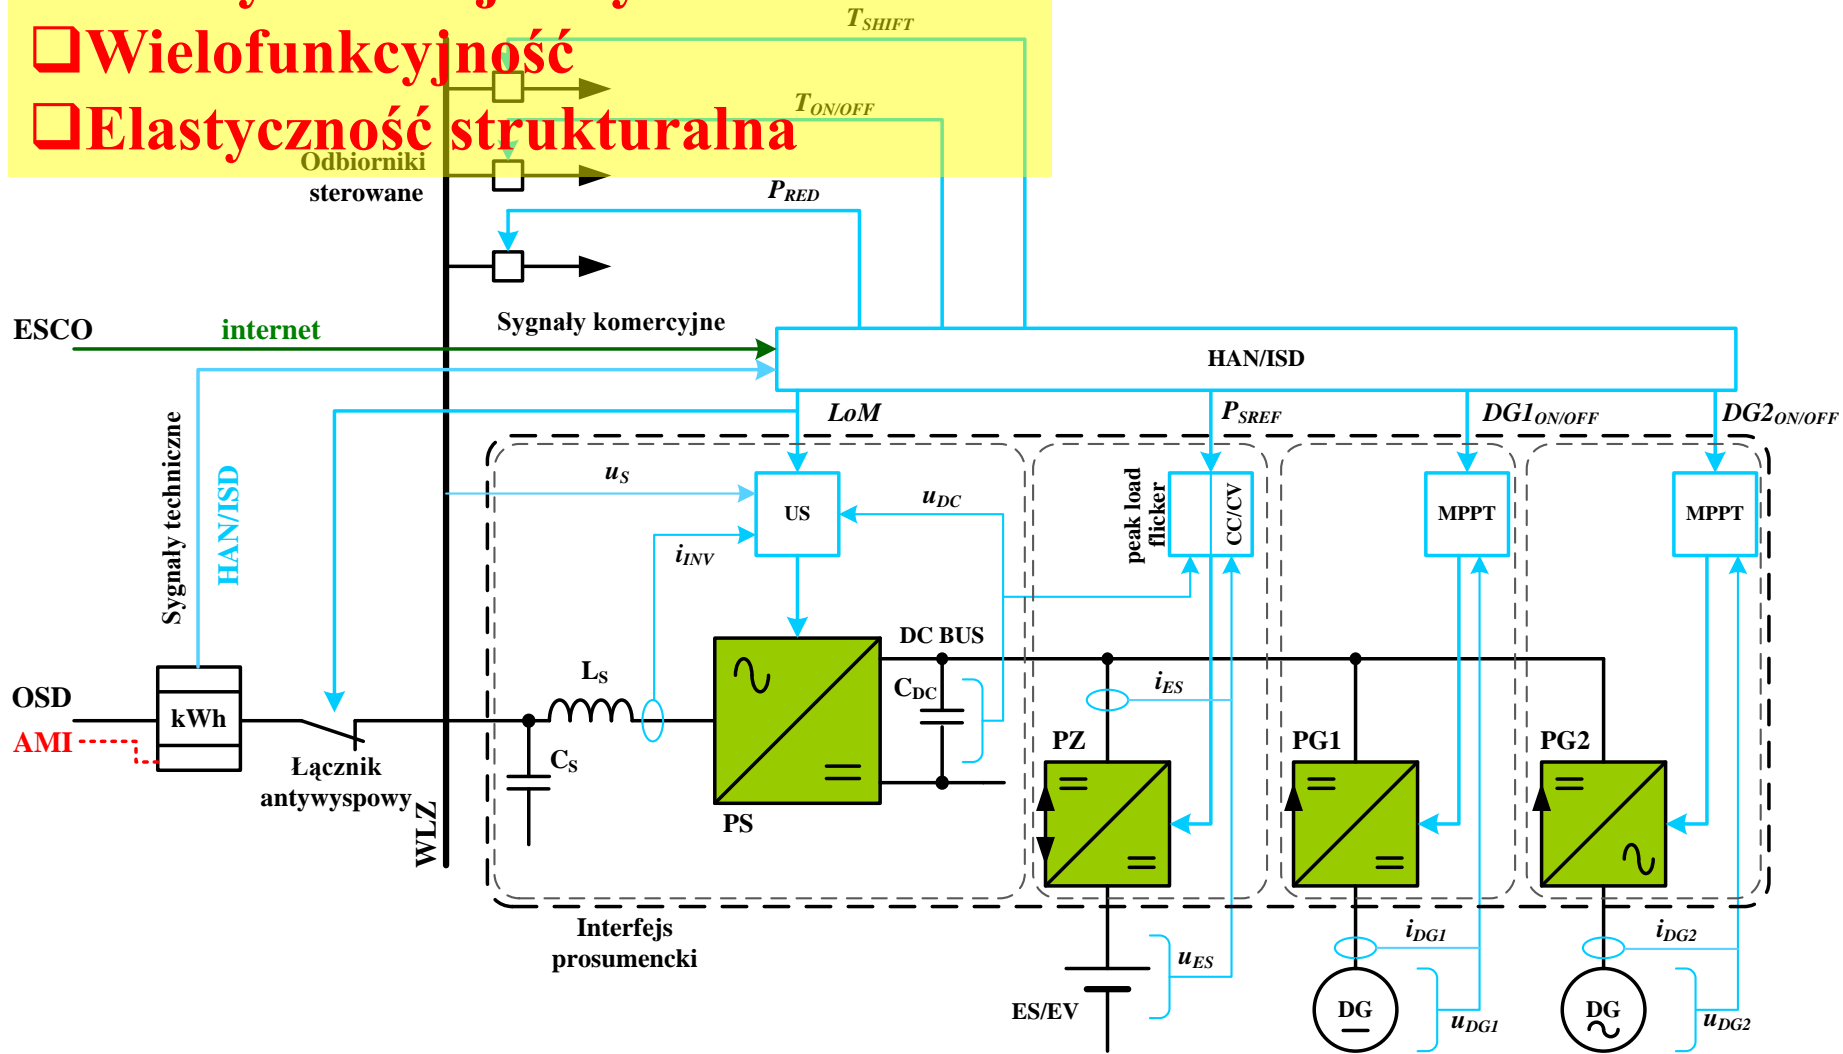 ❑Wielofunkcyjność
❑Elastyczność strukturalna
T_SHIFT
T_ON/OFF
Odbiorniki
sterowane
P_RED
ESCO
internet
Sygnały komercyjne
HAN/ISD
Sygnały techniczne
HAN/ISD
LoM
P_SREF
DG1_ON/OFF
DG2_ON/OFF
u_S
US
u_DC
i_INV
peak load
flicker
CC/CV
MPPT
MPPT
DC BUS
L_S
C_DC
i_ES
OSD
kWh
AMI
Łącznik
antywyspowy
WLZ
C_S
PS
PZ
PG1
PG2
Interfejs
prosumencki
u_ES
ES/EV
i_DG1
DG
u_DG1
i_DG2
DG
u_DG2